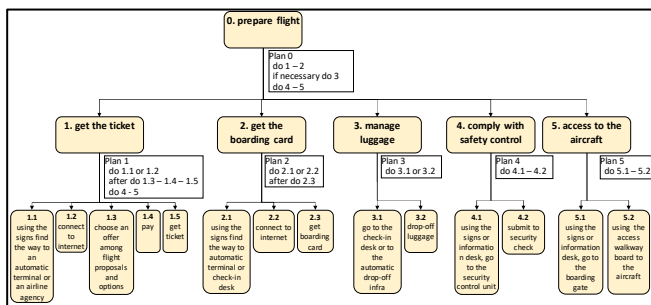 0. prepare flight
Plan 0
do 1 – 2
if necessary do 3
do 4 – 5
1. get the ticket
2. get the
boarding card
3. manage
luggage
4. comply with
safety control
5. access to the
aircraft
Plan 1
do 1.1 or 1.2
after do 1.3 – 1.4 – 1.5
do 4 - 5
Plan 2
do 2.1 or 2.2
after do 2.3
Plan 3
do 3.1 or 3.2
Plan 4
do 4.1 – 4.2
Plan 5
do 5.1 – 5.2
1.1
using the
signs find the
way to
an
automatic
terminal or
an airline
agency
1.2
connect
to
internet
1.3
choose an
offer
among
flight
proposals
and
options
1.4
pay
1.5
get
ticket
2.1
using the signs
find the way to
automatic
terminal or
check-in desk
2.2
connect to
internet
2.3
get
boarding
card
3.1
go to the
check-in
desk or to
the
automatic
drop-off
infra
3.2
drop-off
luggage
4.1
using the
signs or
informatio
n desk, go
to the
security
control unit
4.2
submit to
security
check
5.1
using the
signs or
information
desk, go to
the boarding
gate
5.2
using the
access
walkway
board to the
aircraft